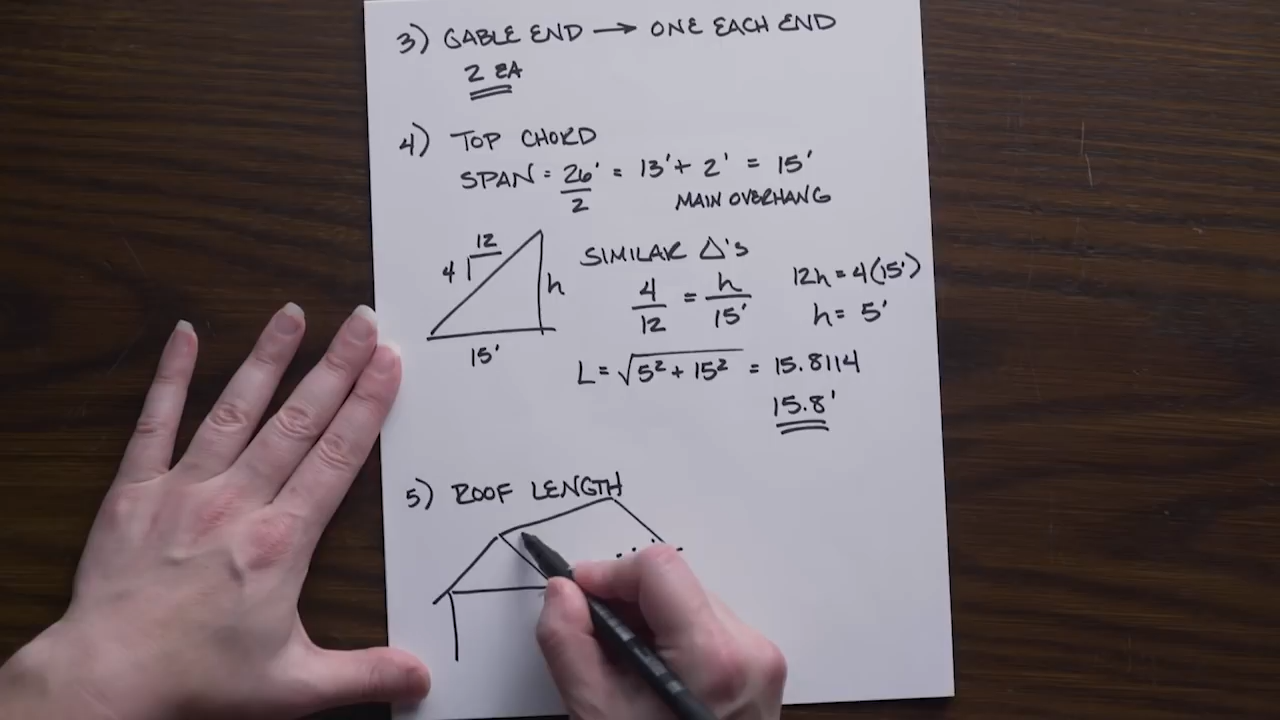 3) GABLE END → ONE EACH END
2 EA
4) TOP CHORD
SPAN = 26'/2 = 13' + 2' = 15'
MAIN OVERHANG
12
4
h
15'
SIMILAR △'s
4/12 = h/15'
12h = 4(15')
h = 5'
L = √5² + 15² = 15.8114
15.8'
5) ROOF LENGTH